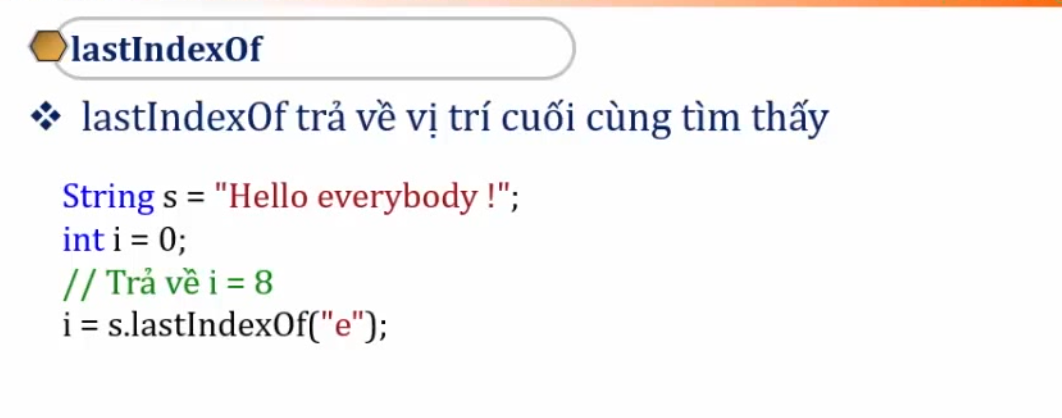 lastIndexOf
❖ lastIndexOf trả về vị trí cuối cùng tìm thấy
String s = "Hello everybody !";
int i = 0;
// Trả về i = 8
i = s.lastIndexOf("e");